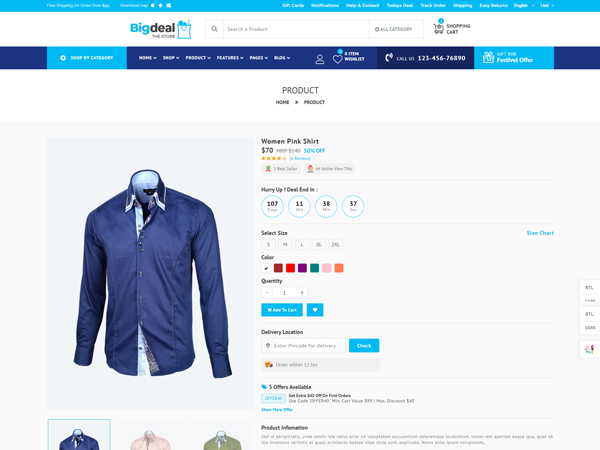 Free Shipping On Order Over $99
Download App
Gift Cards
Notifications
Help & Contact
Todays Deal
Track Order
Shipping
Easy Returns
English
Usd
Bigdeal
THE STORE
Search a Product
ALL CATEGORY
0
SHOPPING
CART
SHOP BY CATEGORY
HOME
SHOP
PRODUCT
FEATURES
PAGES
BLOG
0 ITEM
WISHLIST
CALL US 123-456-76890
GIFT BOX
Festivel Offer
PRODUCT
HOME » PRODUCT
Women Pink Shirt
$70 MRP $140 50% OFF
(6 Reviews)
3 Best Seller
44 Active View This
Hurry Up ! Deal End In :
107
Days
11
Hrs
38
Min
37
Sec
Select Size
Size Chart
S
M
L
XL
2XL
Color
Quantity
− 1 +
Add To Cart
Delivery Location
Enter Pincode for delivery
Check
Order within 12 hrs
5 Offers Available
OFFER40
Get Extra $40 Off On First Orders
Use Code "OFFER40" Min. Cart Value $99 | Max. Discount $40
Show More Offer
Product Infomation
Sed ut perspiciatis, unde omnis iste natus error sit voluptatem accusantium doloremque laudantium, totam rem aperiam eaque ipsa, quae ab
illo inventore veritatis et quasi architecto beatae vitae dicta sunt, explicabo. Nemo enim ipsam voluptatem,
RTL
RTL
DARK